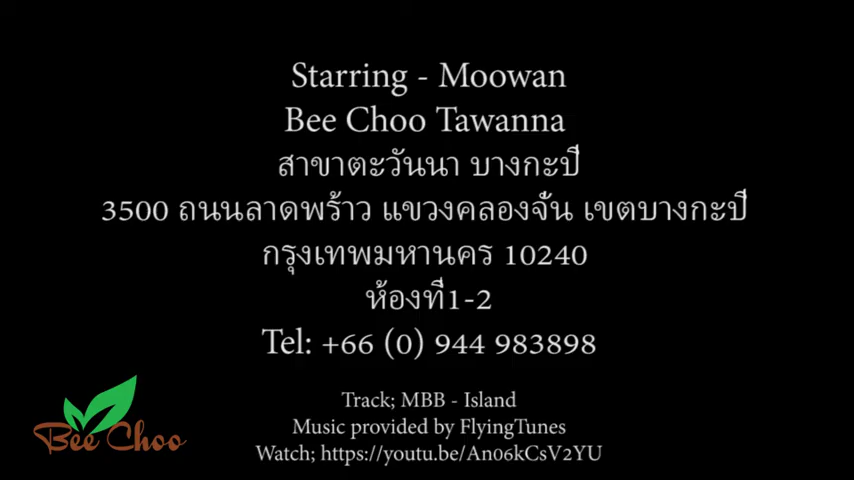 Starring - Moowan
Bee Choo Tawanna
สาขาตะวันนา บางกะปิ
3500 ถนนลาดพร้าว แขวงคลองจั่น เขตบางกะปิ
กรุงเทพมหานคร 10240
ห้องที่1-2
Tel: +66 (0) 944 983898
Track; MBB - Island
Music provided by FlyingTunes
Watch; https://youtu.be/An06kCsV2YU
Bee Choo